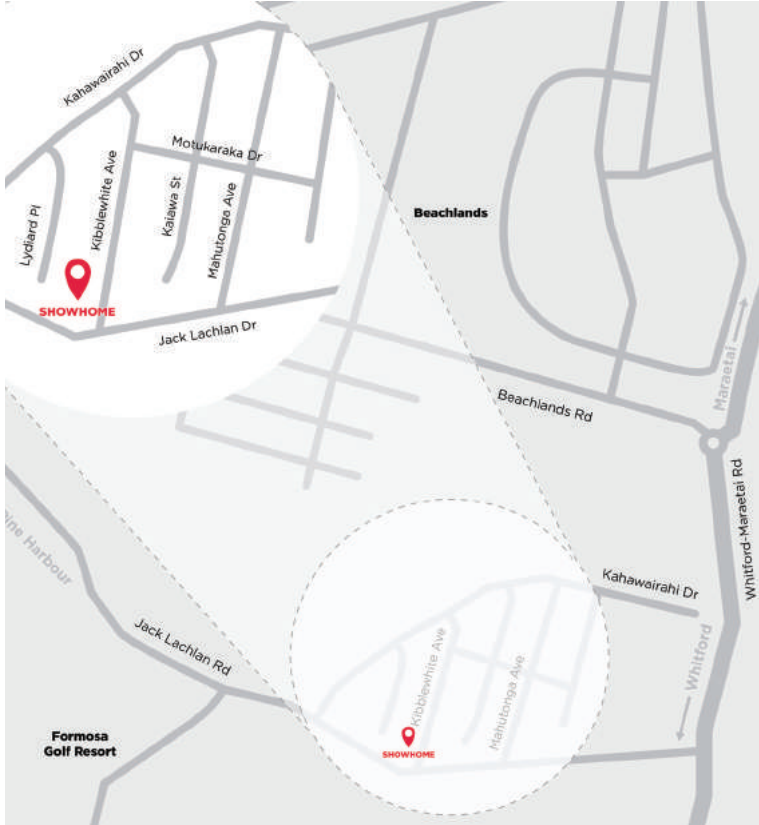 Kahawairahi Dr
Motukaraka Dr
Kibblewhite Ave
Kaiawa St
Lydiard Pl
Mahutonga Ave
SHOWHOME
Jack Lachlan Dr
Beachlands
Maraetai
Beachlands Rd
Whitford-Maraetai Rd
Harbour
Kahawairahi Dr
Jack Lachlan Rd
Kibblewhite Ave
Mahutonga Ave
Whitford
SHOWHOME
Formosa
Golf Resort